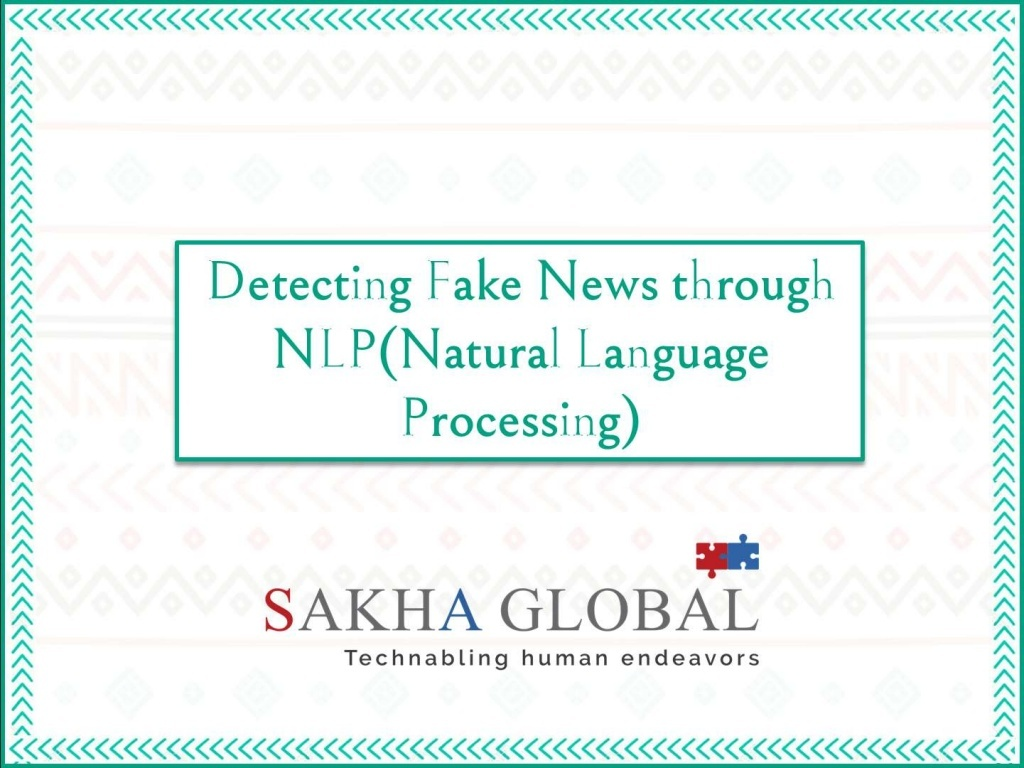 Detecting Fake News through
NLP(Natural Language
Processing)
SAKHA GLOBAL
Technabling human endeavors